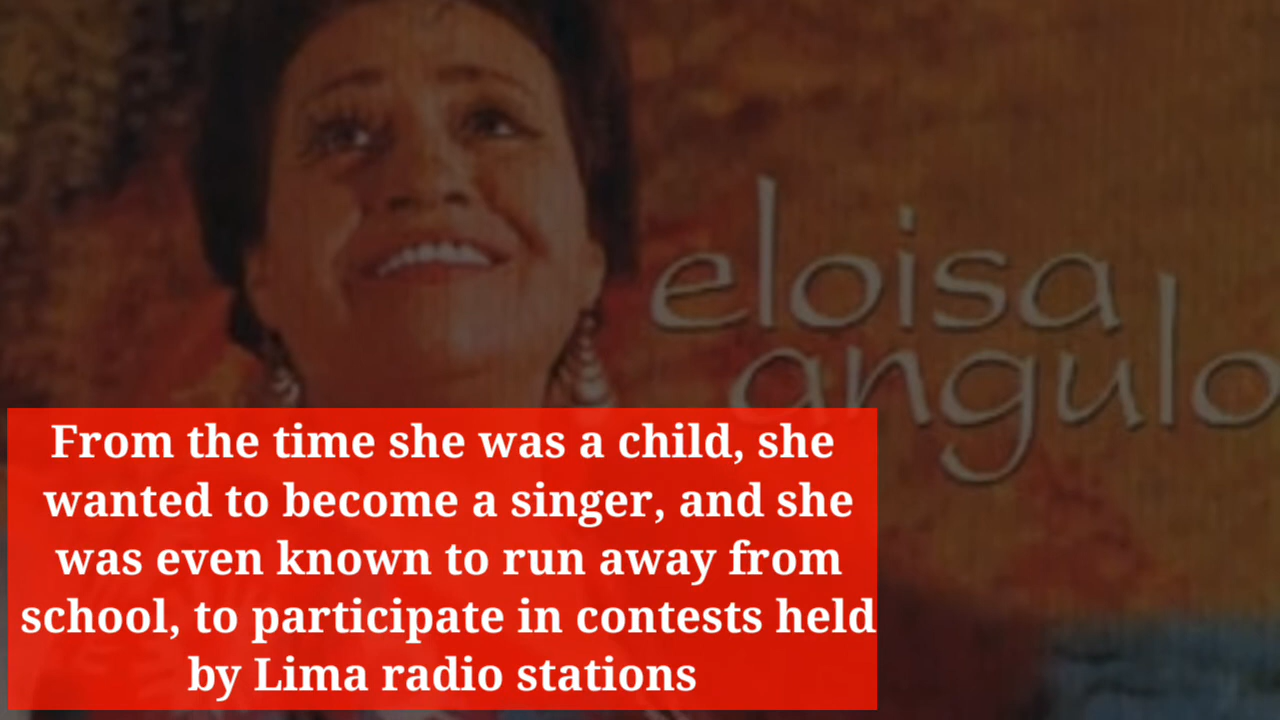 eloisa
angulo
From the time she was a child, she
wanted to become a singer, and she
was even known to run away from
school, to participate in contests held
by Lima radio stations